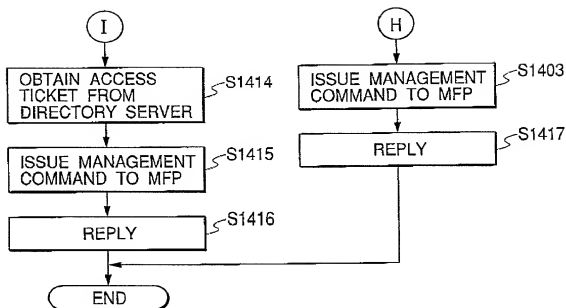 I
OBTAIN ACCESS
TICKET FROM
DIRECTORY SERVER
S1414
ISSUE MANAGEMENT
COMMAND TO MFP
S1415
REPLY
S1416
H
ISSUE MANAGEMENT
COMMAND TO MFP
S1403
REPLY
S1417
END